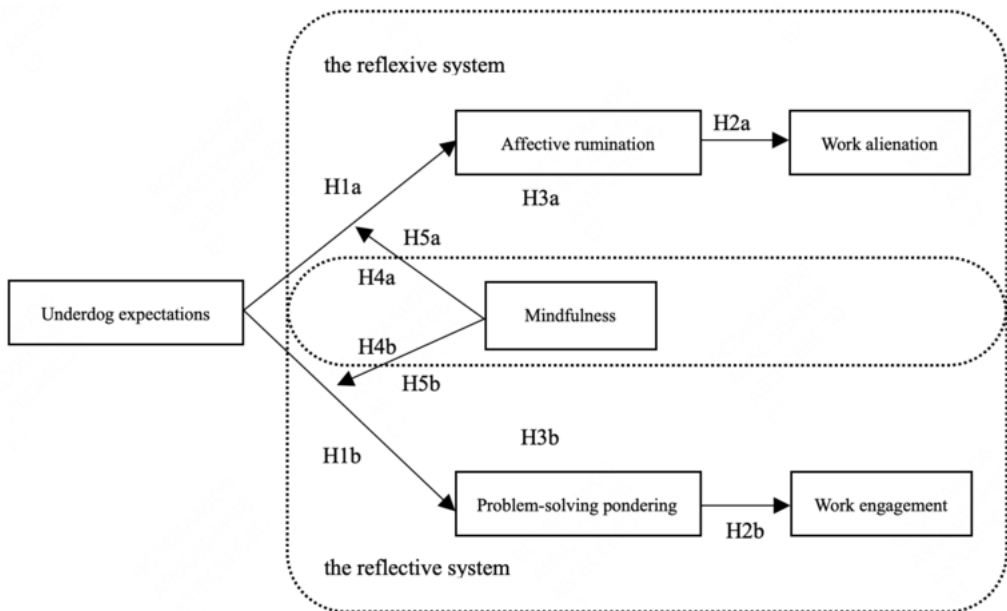 the reflexive system
H2a
Affective rumination
Work alienation
H1a
H3a
H5a
H4a
Underdog expectations
Mindfulness
H4b
H5b
H3b
H1b
Problem-solving pondering
Work engagement
H2b
the reflective system